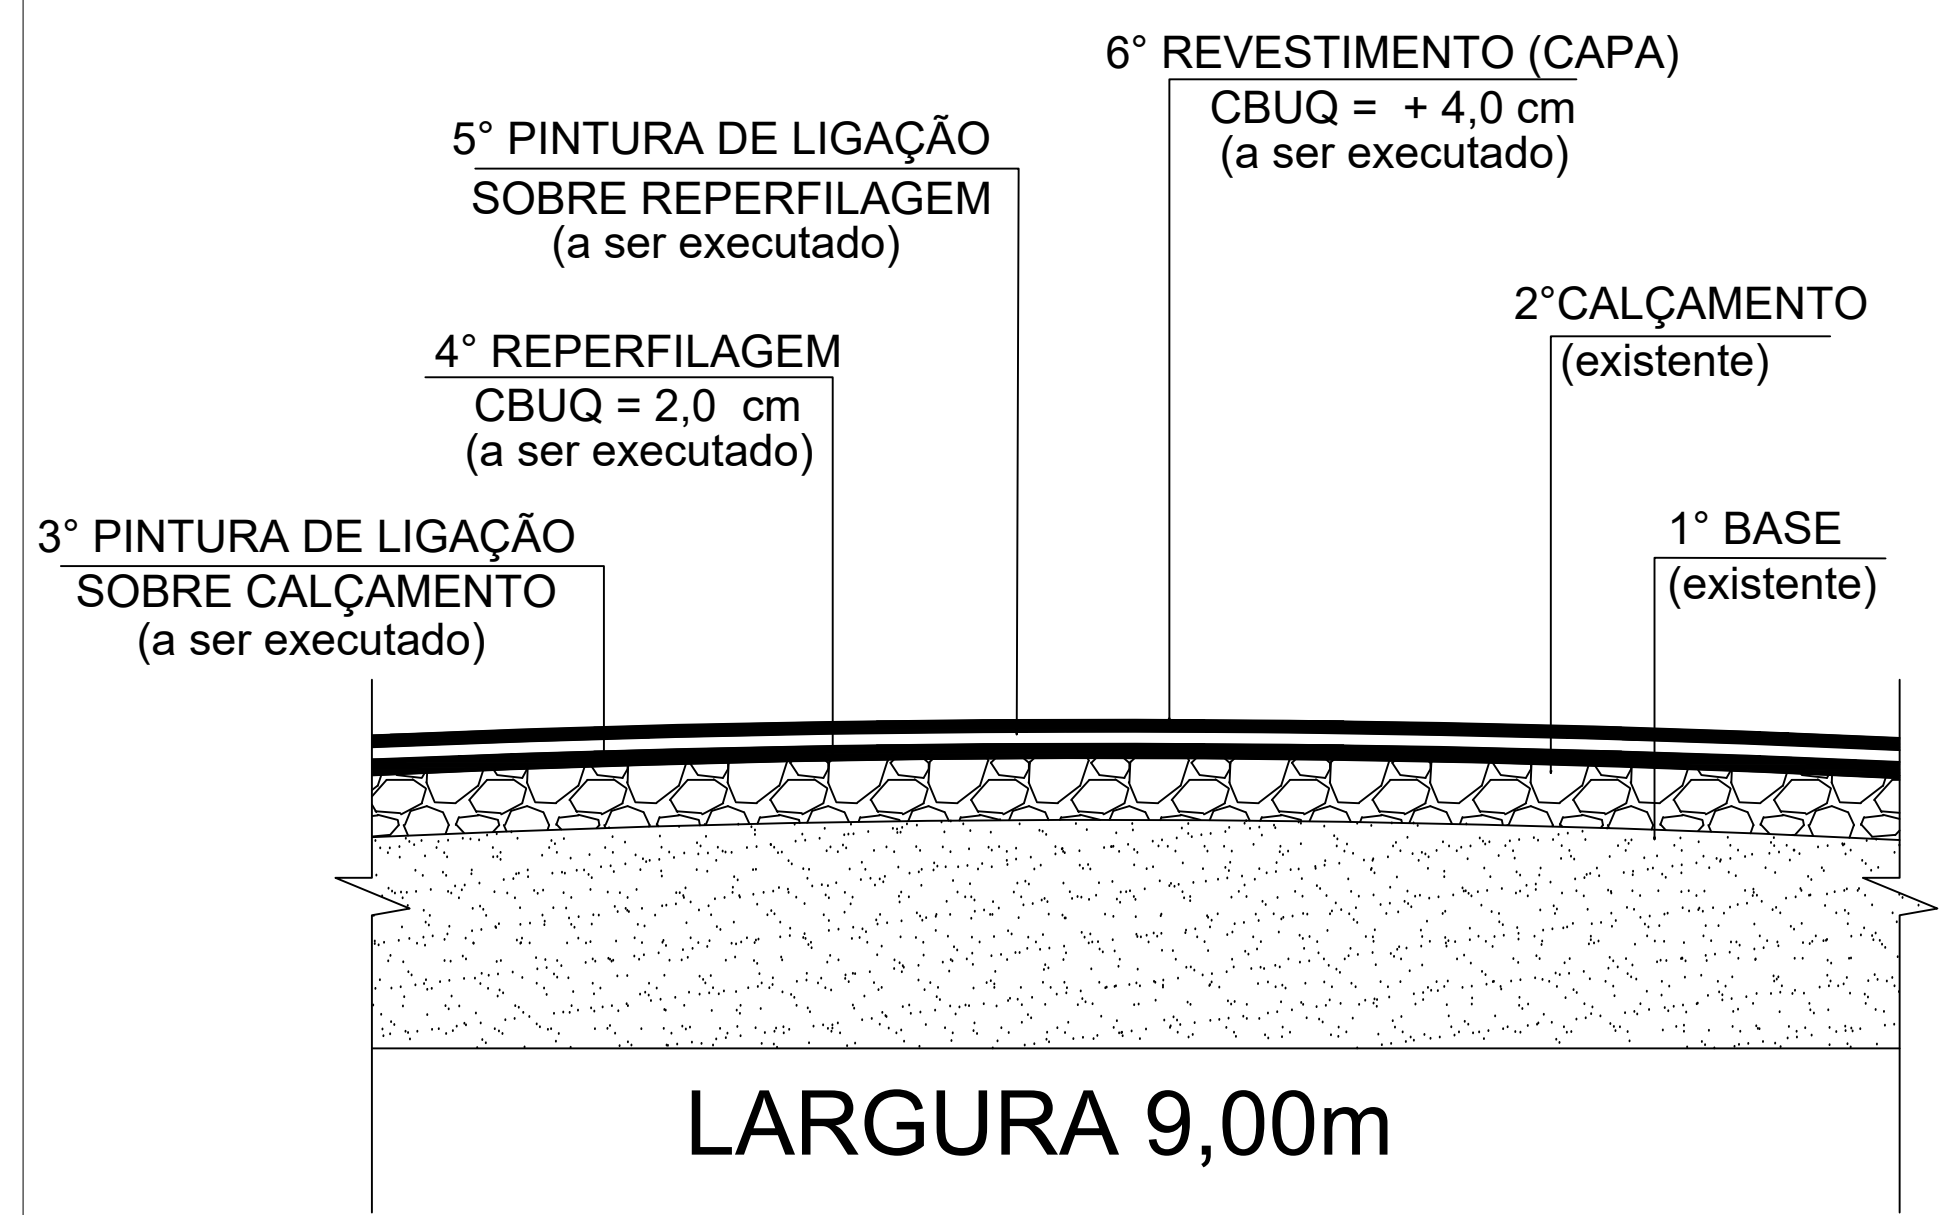 6° REVESTIMENTO (CAPA)
CBUQ = + 4,0 cm
(a ser executado)
5° PINTURA DE LIGAÇÃO
SOBRE REPERFILAGEM
(a ser executado)
2°CALÇAMENTO
(existente)
4° REPERFILAGEM
CBUQ = 2,0 cm
(a ser executado)
3° PINTURA DE LIGAÇÃO
SOBRE CALÇAMENTO
(a ser executado)
1° BASE
(existente)
LARGURA 9,00m